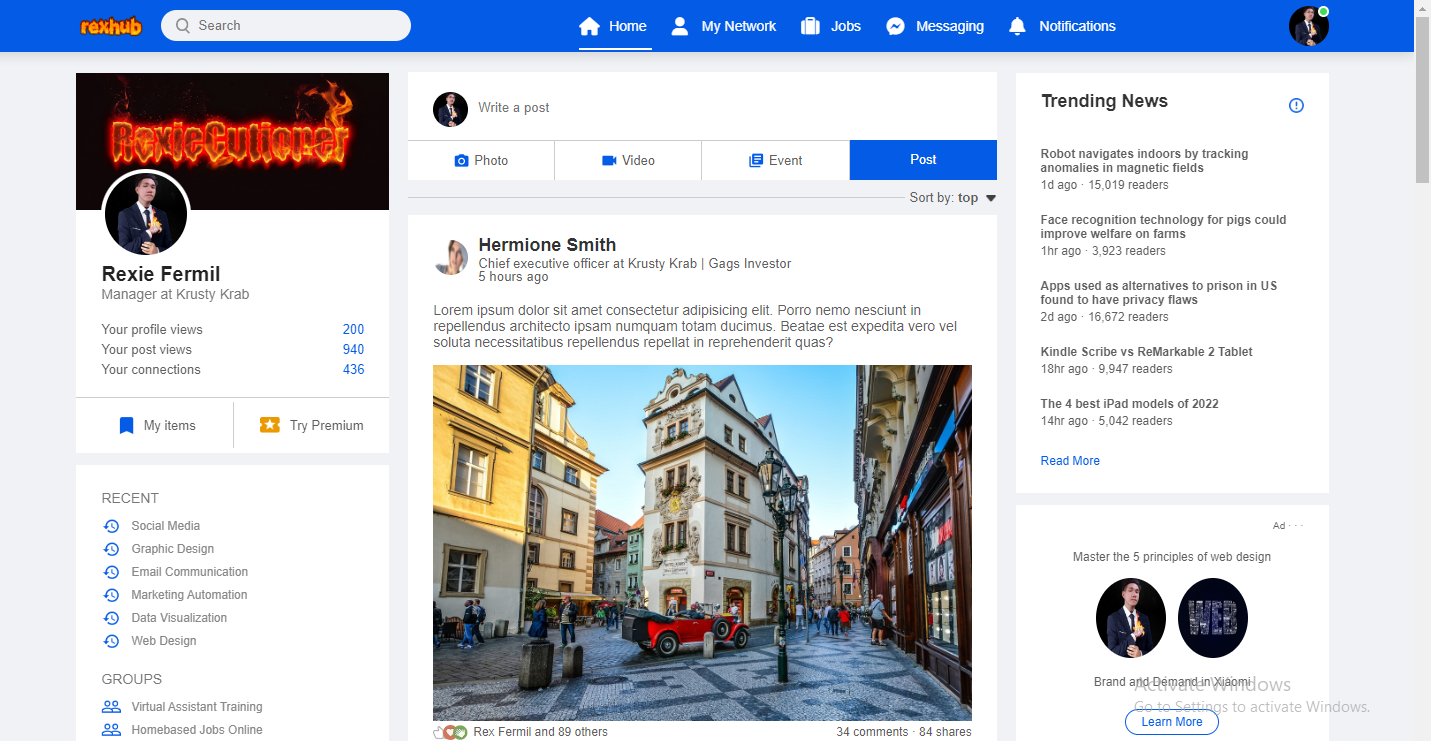 rexhub
Search
Home
My Network
Jobs
Messaging
Notifications
RexieCutioner
Rexie Fermil
Manager at Krusty Krab
Your profile views 200
Your post views 940
Your connections 436
My items
Try Premium
RECENT
Social Media
Graphic Design
Email Communication
Marketing Automation
Data Visualization
Web Design
GROUPS
Virtual Assistant Training
Homebased Jobs Online
Write a post
Photo
Video
Event
Post
Sort by: top
Hermione Smith
Chief executive officer at Krusty Krab | Gags Investor
5 hours ago
Lorem ipsum dolor sit amet consectetur adipisicing elit. Porro nemo nesciunt in
repellendus architecto ipsam numquam totam ducimus. Beatae est expedita vero vel
soluta necessitatibus repellendus repellat in reprehenderit quas?
Rex Fermil and 89 others
34 comments · 84 shares
Trending News
Robot navigates indoors by tracking
anomalies in magnetic fields
1d ago · 15,019 readers
Face recognition technology for pigs could
improve welfare on farms
1hr ago · 3,923 readers
Apps used as alternatives to prison in US
found to have privacy flaws
2d ago · 16,672 readers
Kindle Scribe vs ReMarkable 2 Tablet
18hr ago · 9,947 readers
The 4 best iPad models of 2022
14hr ago · 5,042 readers
Read More
Ad · · ·
Master the 5 principles of web design
WEB
Brand and Demand in Xiaomi
Activate Windows
Go to Settings to activate Windows.
Learn More